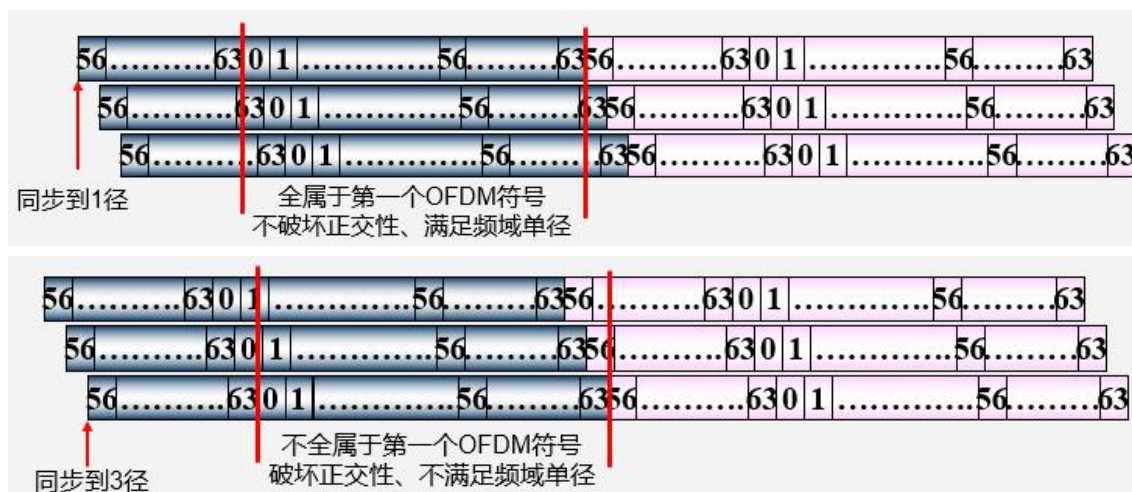 56..........63 0 1 ..............56.........63 56..........63 0 1 ..............56.........63
56..........63 0 1 ..............56.........63 56..........63 0 1 ..............56.........63
56..........63 0 1 ..............56.........63 56..........63 0 1 ..............56.........63
同步到1径
全属于第一个OFDM符号
不破坏正交性、满足频域单径
56..........63 0 1 ..............56.........63 56..........63 0 1 ..............56.........63
56..........63 0 1 ..............56.........63 56..........63 0 1 ..............56.........63
56..........63 0 1 ..............56.........63 56..........63 0 1 ..............56.........63
同步到3径
不全属于第一个OFDM符号
破坏正交性、不满足频域单径